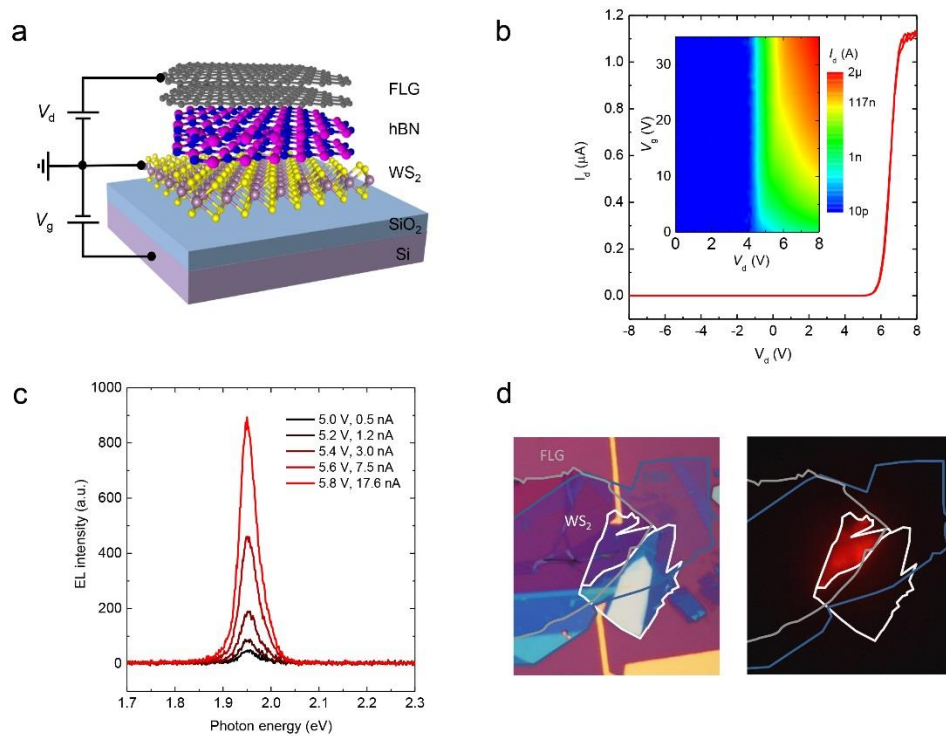 a
V_d
V_g
FLG
hBN
WS₂
SiO₂
Si
b
I_d (μA)
1.2
1.0
0.8
0.6
0.4
0.2
0.0
-8 -6 -4 -2 0 2 4 6 8
V_d (V)
V_g (V)
30
20
10
0
0 2 4 6 8
V_d (V)
I_d (A)
2μ
117n
1n
10p
c
EL intensity (a.u.)
1000
800
600
400
200
0
5.0 V, 0.5 nA
5.2 V, 1.2 nA
5.4 V, 3.0 nA
5.6 V, 7.5 nA
5.8 V, 17.6 nA
1.7 1.8 1.9 2.0 2.1 2.2 2.3
Photon energy (eV)
d
FLG
WS₂